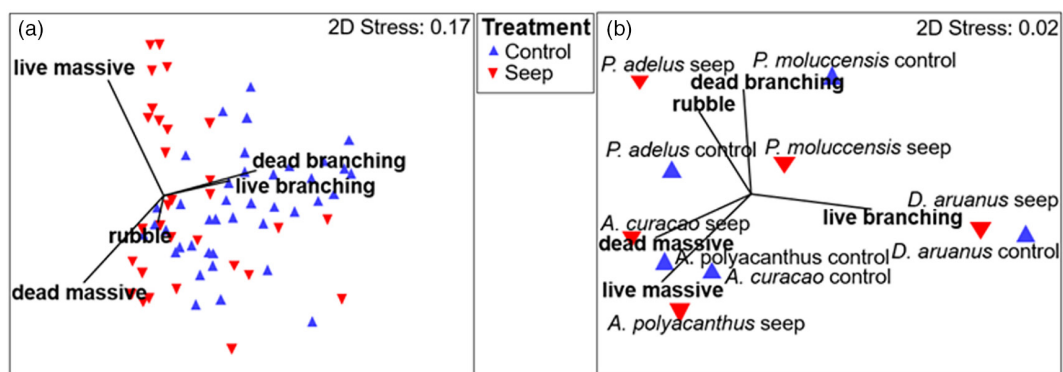 (a)
2D Stress: 0.17
live massive
dead branching
live branching
rubble
dead massive
Treatment
Control
Seep
(b)
2D Stress: 0.02
P. adelus seep
P. moluccensis control
dead branching
rubble
P. adelus control
P. moluccensis seep
D. aruanus seep
live branching
A. curacao seep
dead massive
D. aruanus control
A. polyacanthus control
A. curacao control
live massive
A. polyacanthus seep